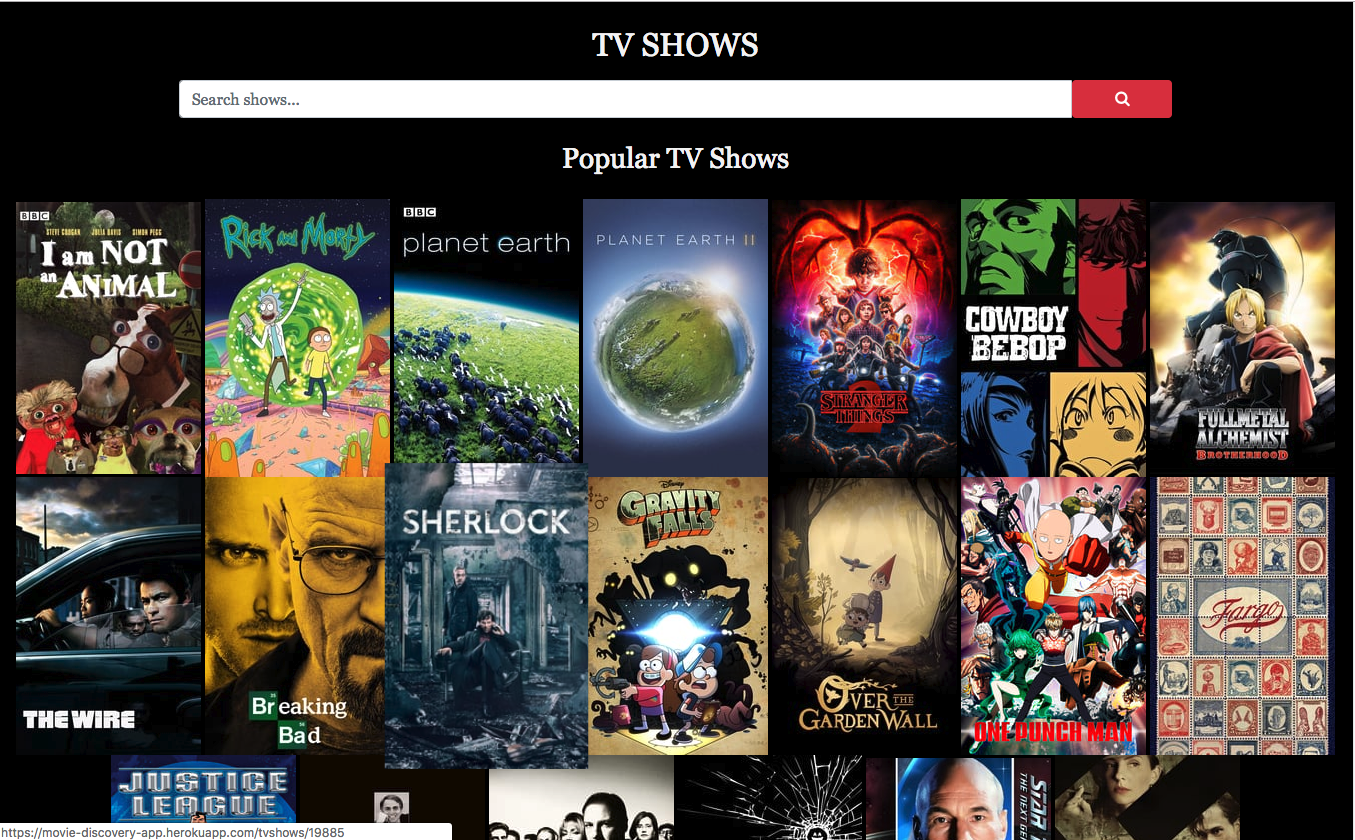 TV SHOWS
Search shows...
Popular TV Shows
BBC
STEVE COOGAN JULIA DAVIS SIMON PEGG
I am NOT
an ANIMAL
Rick and Morty
BBC
planet earth
PLANET EARTH II
STRANGER
THINGS
2
COWBOY
BEBOP
FULLMETAL
ALCHEMIST
BROTHERHOOD
THE WIRE
Breaking
Bad
SHERLOCK
Disney
GRAVITY
FALLS
OVER THE
GARDEN WALL
ONE PUNCH MAN
Fargo
JUSTICE
LEAGUE
STAR
THE NEXT GE
https://movie-discovery-app.herokuapp.com/tvshows/19885